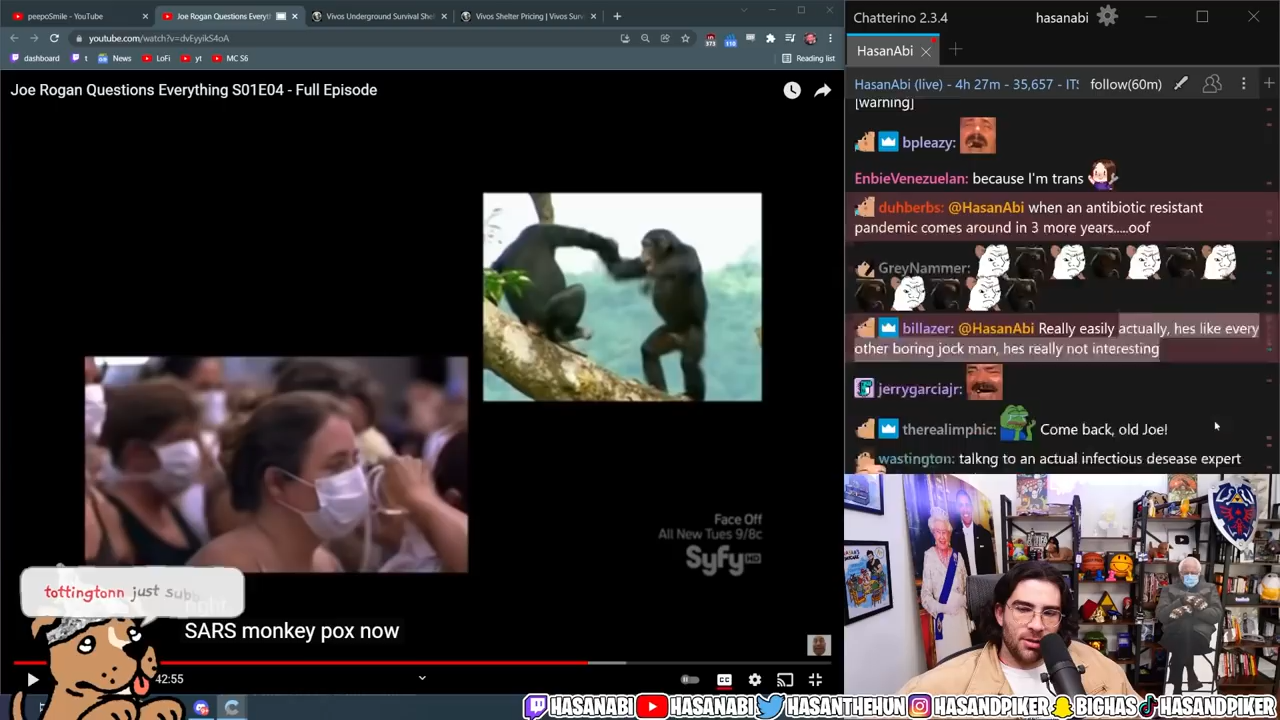 peepoSmile - YouTube
Joe Rogan Questions Everyth
Vivos Underground Survival Shel
Vivos Shelter Pricing | Vivos Surv
youtube.com/watch?v=dvEyyikS4oA
373
118
dashboard
t
News
LoFi
yt
MC S6
Reading list
Joe Rogan Questions Everything S01E04 - Full Episode
Face Off
All New Tues 9/8c
Syfy HD
tottingtonn just subb
right
SARS monkey pox now
42:55
Chatterino 2.3.4
hasanabi
HasanAbi
HasanAbi (live) - 4h 27m - 35,657 - IT'S
follow(60m)
[warning]
bpleazy:
EnbieVenezuelan: because I'm trans
duhberbs: @HasanAbi when an antibiotic resistant
pandemic comes around in 3 more years.....oof
GreyNammer:
billazer: @HasanAbi Really easily actually, hes like every
other boring jock man, hes really not interesting
jerrygarciajr:
therealimphic: Come back, old Joe!
wastington: talkng to an actual infectious desease expert
HASANABI HASANABI HASANTHEHUN HASANDPIKER BIGHAS HASANDPIKER